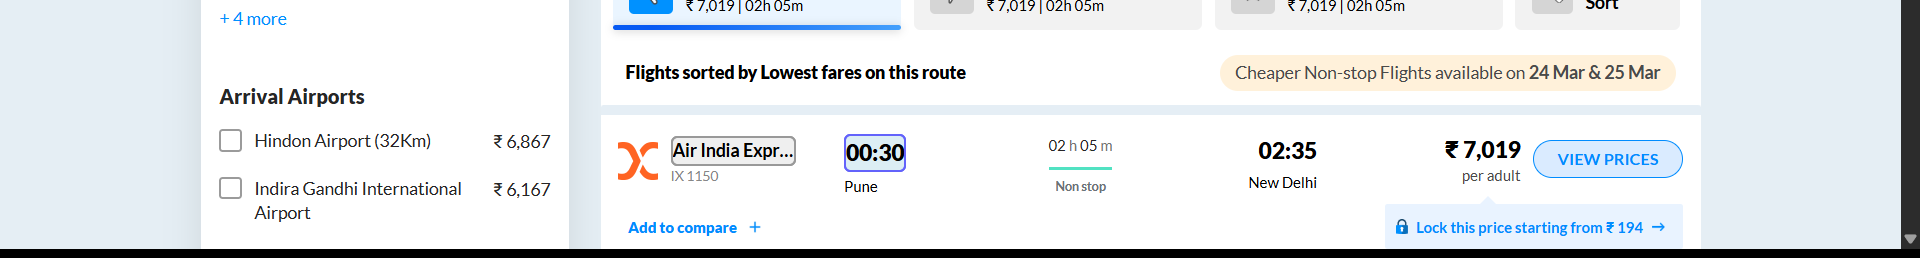 + 4 more
Arrival Airports
Hindon Airport (32Km) ₹ 6,867
Indira Gandhi International ₹ 6,167
Airport
₹ 7,019 | 02h 05m
₹ 7,019 | 02h 05m
₹ 7,019 | 02h 05m
Sort
Flights sorted by Lowest fares on this route
Cheaper Non-stop Flights available on 24 Mar & 25 Mar
Air India Expr...
IX 1150
00:30
Pune
02 h 05 m
Non stop
02:35
New Delhi
₹ 7,019
per adult
VIEW PRICES
Add to compare +
Lock this price starting from ₹ 194 →